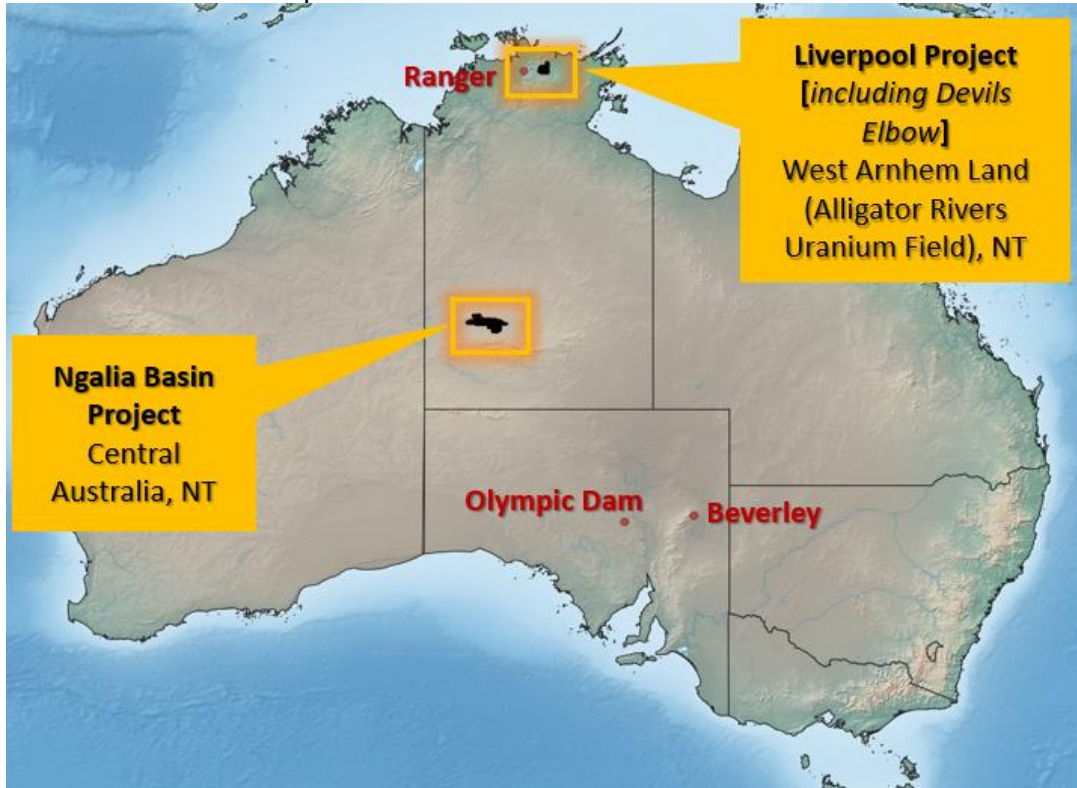 Ranger
Liverpool Project
[including Devils
Elbow]
West Arnhem Land
(Alligator Rivers
Uranium Field), NT
Ngalia Basin
Project
Central
Australia, NT
Olympic Dam
Beverley